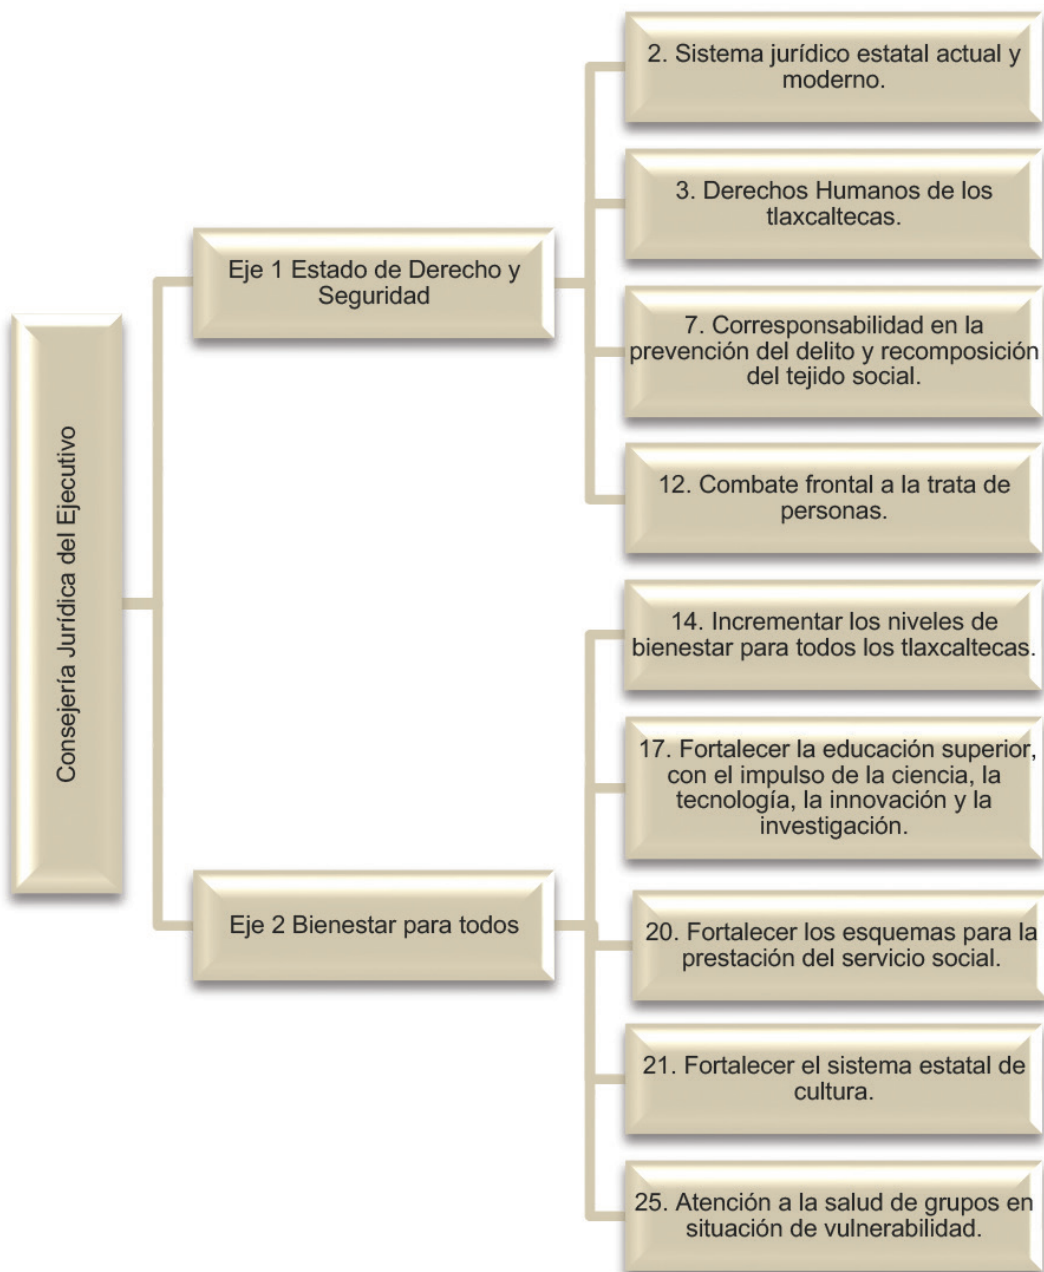 Consejería Jurídica del Ejecutivo
Eje 1 Estado de Derecho y
Seguridad
2. Sistema jurídico estatal actual y
moderno.
3. Derechos Humanos de los
tlaxcaltecas.
7. Corresponsabilidad en la
prevención del delito y recomposición
del tejido social.
12. Combate frontal a la trata de
personas.
Eje 2 Bienestar para todos
14. Incrementar los niveles de
bienestar para todos los tlaxcaltecas.
17. Fortalecer la educación superior,
con el impulso de la ciencia, la
tecnología, la innovación y la
investigación.
20. Fortalecer los esquemas para la
prestación del servicio social.
21. Fortalecer el sistema estatal de
cultura.
25. Atención a la salud de grupos en
situación de vulnerabilidad.